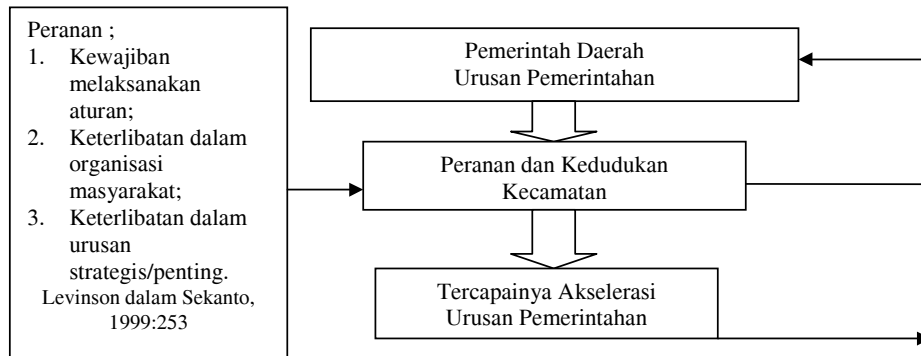 Peranan ;
1. Kewajiban
melaksanakan
aturan;
2. Keterlibatan dalam
organisasi
masyarakat;
3. Keterlibatan dalam
urusan
strategis/penting.
Levinson dalam Sekanto,
1999:253
Pemerintah Daerah
Urusan Pemerintahan
Peranan dan Kedudukan
Kecamatan
Tercapainya Akselerasi
Urusan Pemerintahan